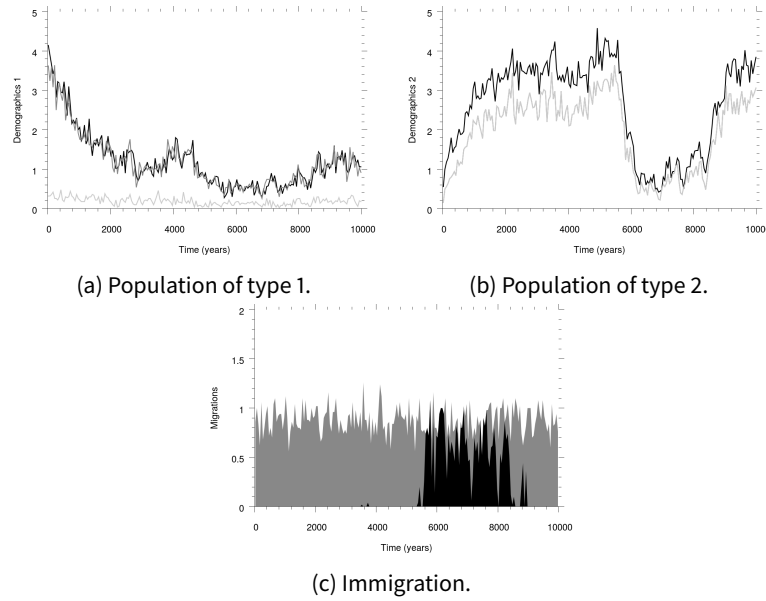 5
4
3
2
1
0
Demographics 1
0 2000 4000 6000 8000 10000
Time (years)
(a) Population of type 1.
5
4
3
2
1
0
Demographics 2
0 2000 4000 6000 8000 10000
Time (years)
(b) Population of type 2.
2
1.5
1
0.5
0
Migrations
0 2000 4000 6000 8000 10000
Time (years)
(c) Immigration.